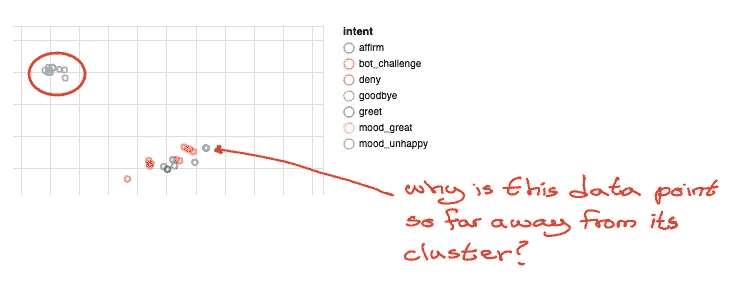 intent
affirm
bot_challenge
deny
goodbye
greet
mood_great
mood_unhappy
why is this data point
so far away from its
cluster?